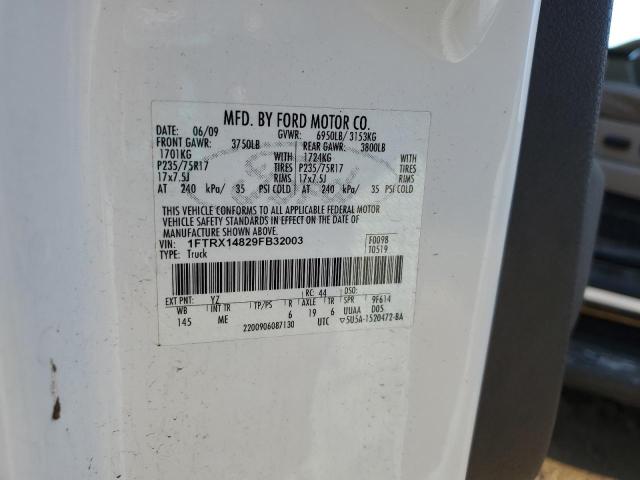 MFD. BY FORD MOTOR CO.
DATE: 06/09 GVWR: 6950LB/ 3153KG
FRONT GAWR: 3750LB REAR GAWR: 3800LB
1701KG WITH 1724KG WITH
P235/75R17 TIRES P235/75R17 TIRES
17x7.5J RIMS 17x7.5J RIMS
AT 240 kPa/ 35 PSI COLD AT 240 kPa/ 35 PSI COLD
THIS VEHICLE CONFORMS TO ALL APPLICABLE FEDERAL MOTOR
VEHICLE SAFETY STANDARDS IN EFFECT ON THE DATE OF
MANUFACTURE SHOWN ABOVE.
VIN: 1FTRX14829FB32003 F0098
TYPE: Truck T0519
RC: 44 DSO:
EXT PNT: YZ
WB INT TR TP/PS R AXLE TR SPR 9F614
145 ME 6 19 6 UUAA D05
2200906087130 UTC ▽5U5A-1520472-BA